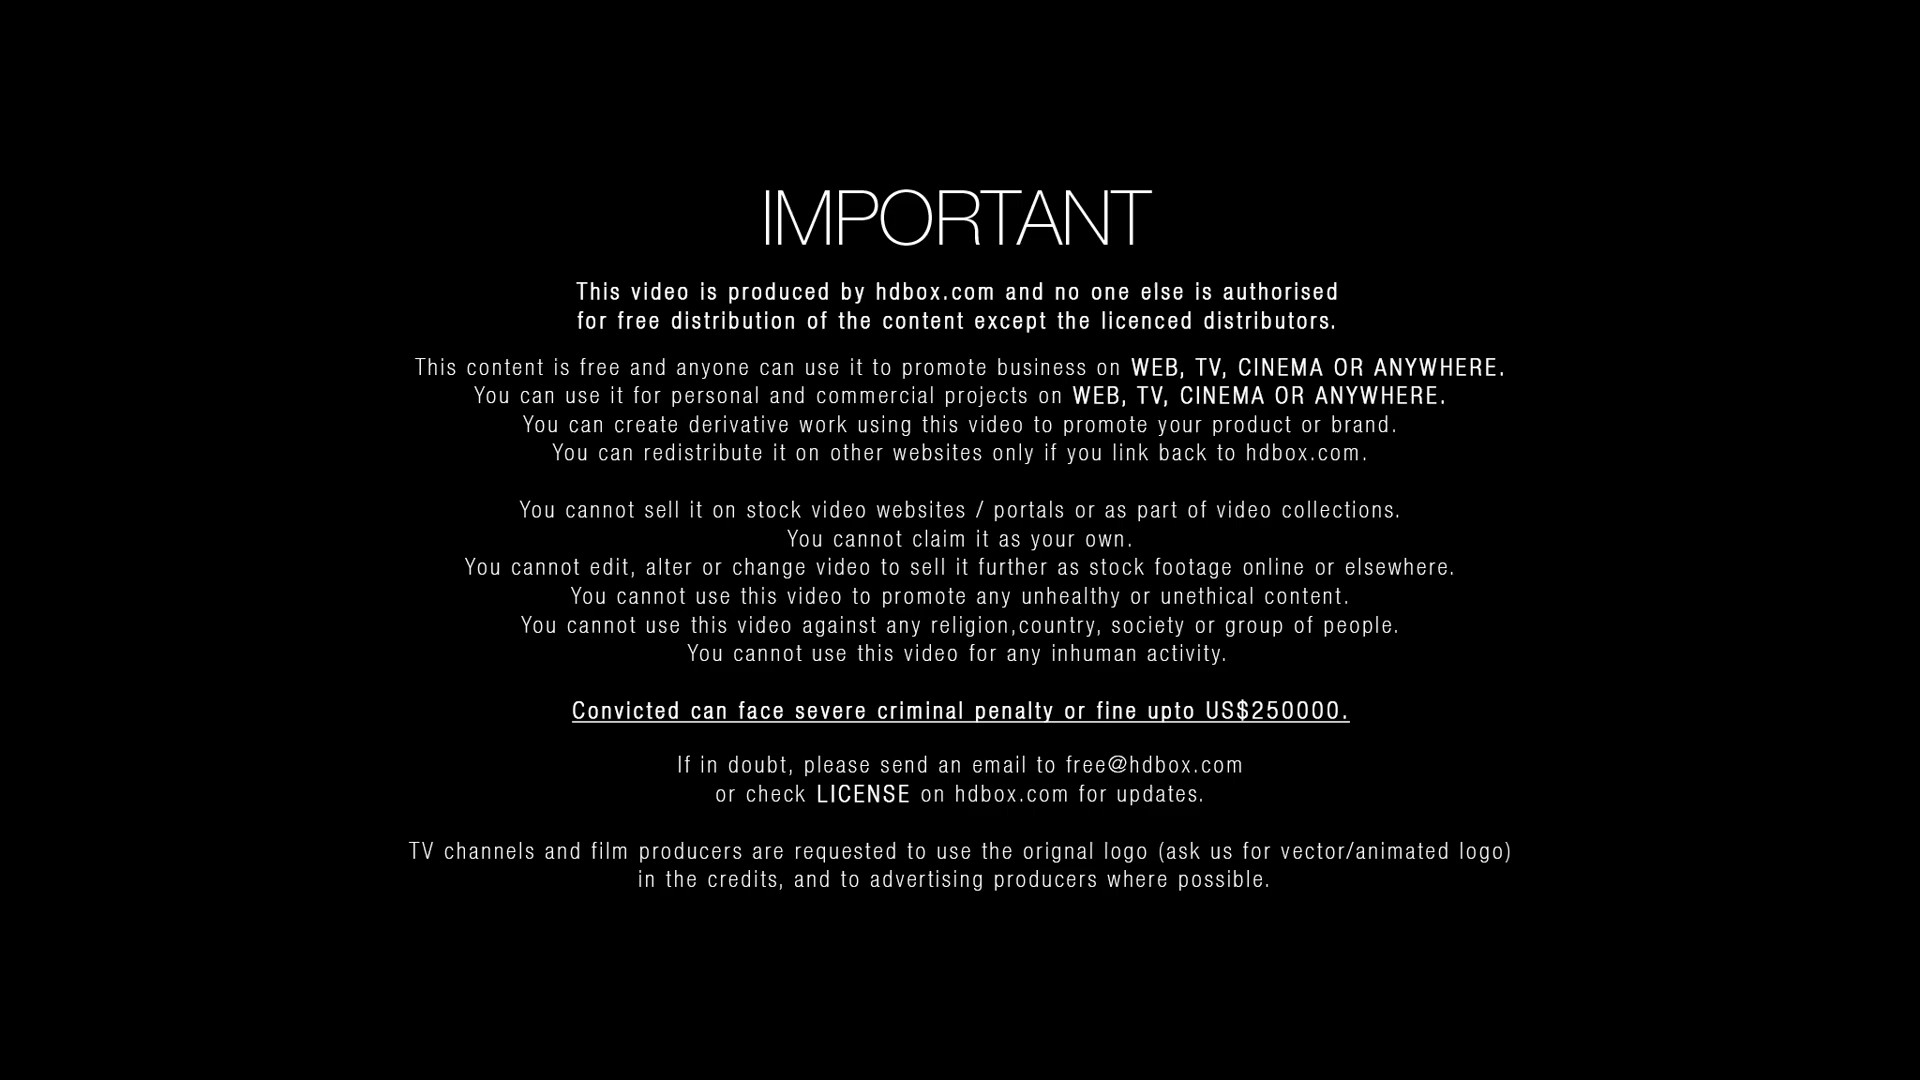 IMPORTANT
This video is produced by hdbox.com and no one else is authorised
for free distribution of the content except the licenced distributors.
This content is free and anyone can use it to promote business on WEB, TV, CINEMA OR ANYWHERE.
You can use it for personal and commercial projects on WEB, TV, CINEMA OR ANYWHERE.
You can create derivative work using this video to promote your product or brand.
You can redistribute it on other websites only if you link back to hdbox.com.
You cannot sell it on stock video websites / portals or as part of video collections.
You cannot claim it as your own.
You cannot edit, alter or change video to sell it further as stock footage online or elsewhere.
You cannot use this video to promote any unhealthy or unethical content.
You cannot use this video against any religion,country, society or group of people.
You cannot use this video for any inhuman activity.
Convicted can face severe criminal penalty or fine upto US$250000.
If in doubt, please send an email to free@hdbox.com
or check LICENSE on hdbox.com for updates.
TV channels and film producers are requested to use the orignal logo (ask us for vector/animated logo)
in the credits, and to advertising producers where possible.